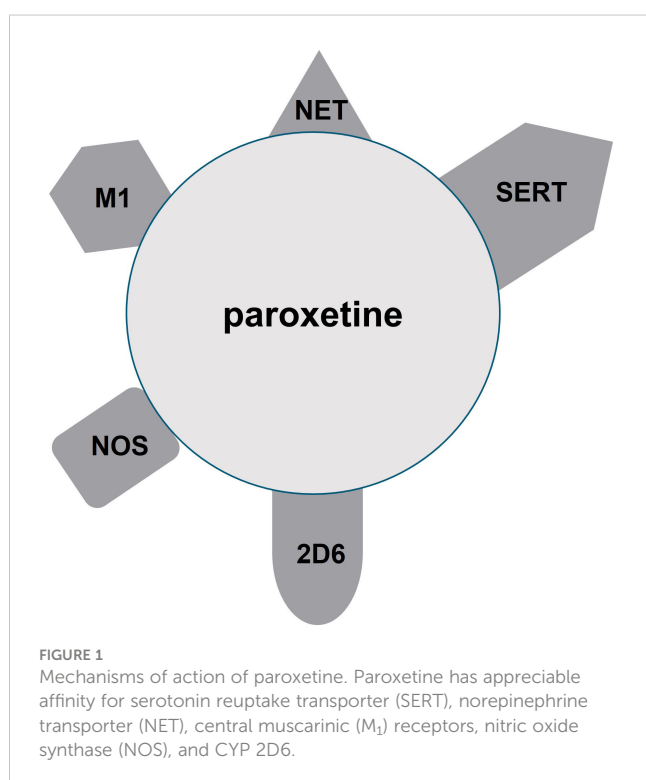 NET
SERT
M1
paroxetine
NOS
2D6
FIGURE 1
Mechanisms of action of paroxetine. Paroxetine has appreciable
affinity for serotonin reuptake transporter (SERT), norepinephrine
transporter (NET), central muscarinic (M₁) receptors, nitric oxide
synthase (NOS), and CYP 2D6.